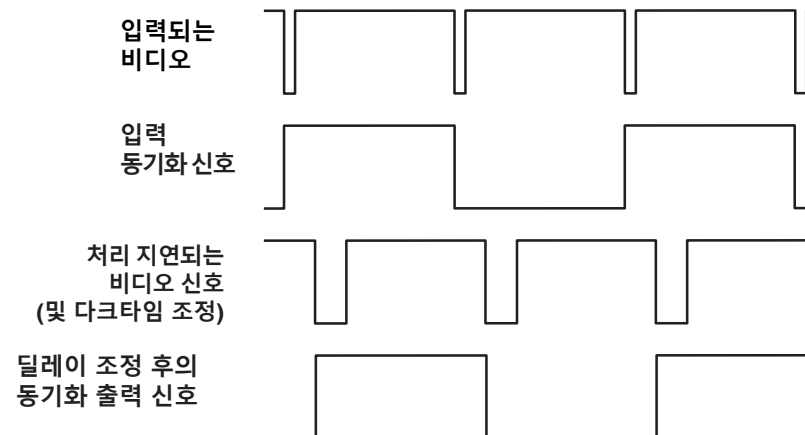 입력되는
비디오
입력
동기화 신호
처리 지연되는
비디오 신호
(및 다크타임 조정)
딜레이 조정 후의
동기화 출력 신호